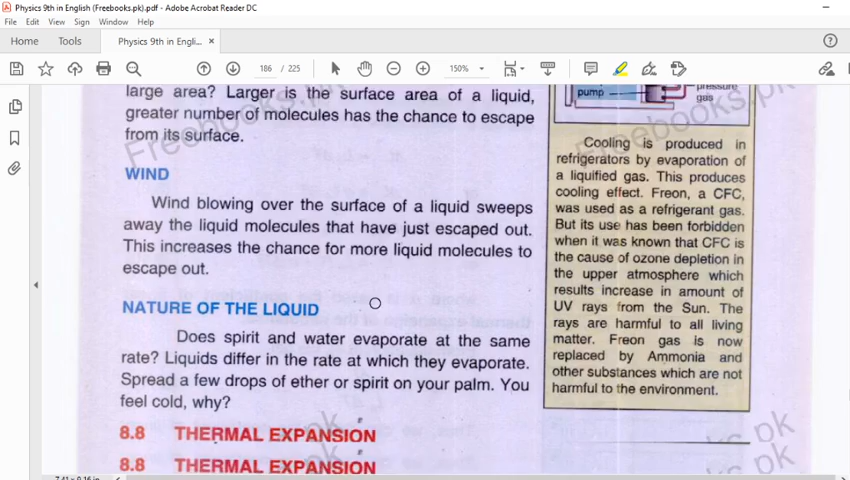 Physics 9th in English (Freebooks.pk).pdf - Adobe Acrobat Reader DC
File Edit View Sign Window Help
Home Tools Physics 9th in Engli... ×
186 / 225 150%
large area? Larger is the surface area of a liquid,
greater number of molecules has the chance to escape
from its surface.
WIND
Wind blowing over the surface of a liquid sweeps
away the liquid molecules that have just escaped out.
This increases the chance for more liquid molecules to
escape out.
NATURE OF THE LIQUID
Does spirit and water evaporate at the same
rate? Liquids differ in the rate at which they evaporate.
Spread a few drops of ether or spirit on your palm. You
feel cold, why?
8.8 THERMAL EXPANSION
8.8 THERMAL EXPANSION
pump
pressure
gas
Cooling is produced in
refrigerators by evaporation of
a liquified gas. This produces
cooling effect. Freon, a CFC,
was used as a refrigerant gas.
But its use has been forbidden
when it was known that CFC is
the cause of ozone depletion in
the upper atmosphere which
results increase in amount of
UV rays from the Sun. The
rays are harmful to all living
matter. Freon gas is now
replaced by Ammonia and
other substances which are not
harmful to the environment.
Freebooks.pk
Freebooks.pk
7.41 x 9.16 in